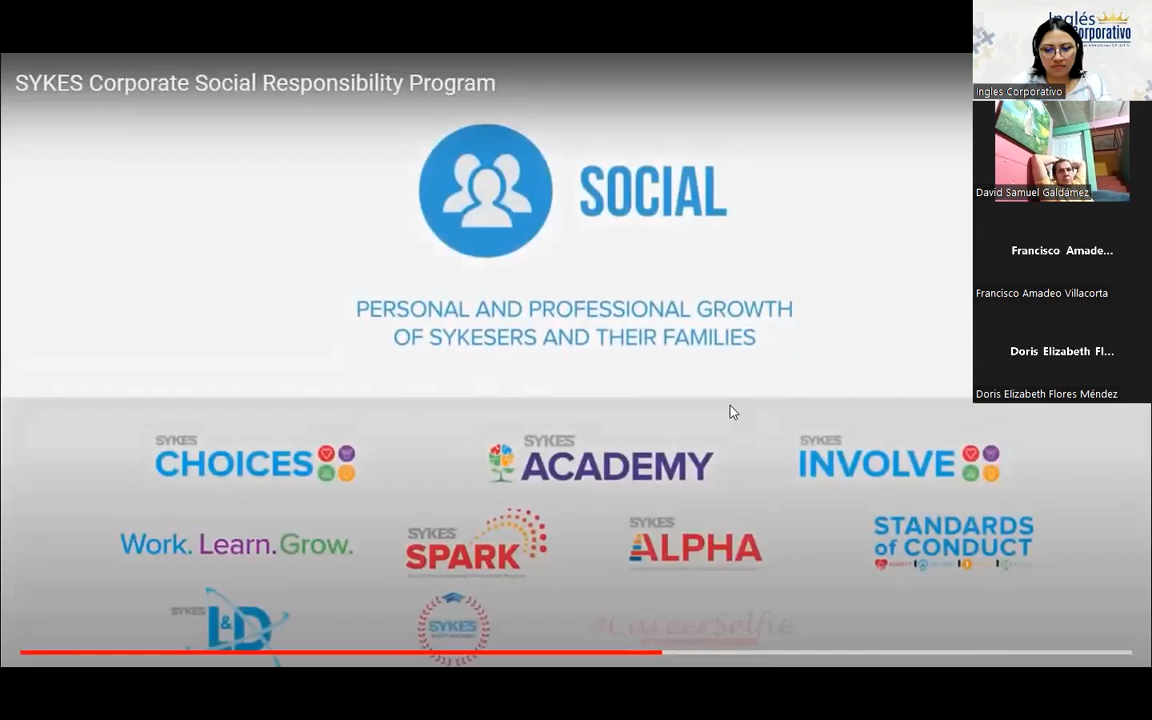 SYKES Corporate Social Responsibility Program
SOCIAL
PERSONAL AND PROFESSIONAL GROWTH
OF SYKESERS AND THEIR FAMILIES
SYKES
CHOICES
SYKES
ACADEMY
SYKES
INVOLVE
Work. Learn. Grow.
SYKES
SPARK
SYKES
ALPHA
STANDARDS
of CONDUCT
SYKES
L&D
SYKES
#CareerSelfie
Inglés
Corporativo
Ingles Corporativo
David Samuel Galdámez
Francisco Amade...
Francisco Amadeo Villacorta
Doris Elizabeth Fl...
Doris Elizabeth Flores Méndez